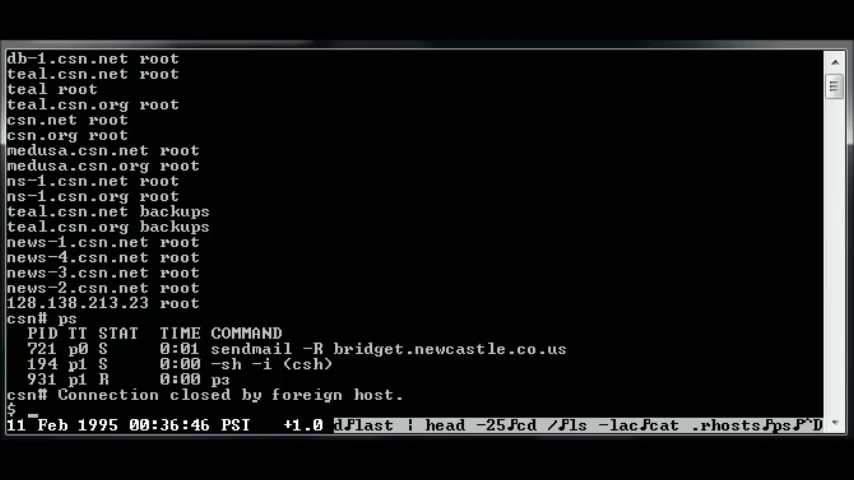 db-1.csn.net root
teal.csn.net root
teal root
teal.csn.org root
csn.net root
csn.org root
medusa.csn.net root
medusa.csn.org root
ns-1.csn.net root
ns-1.csn.org root
teal.csn.net backups
teal.csn.org backups
news-1.csn.net root
news-4.csn.net root
news-3.csn.net root
news-2.csn.net root
128.138.213.23 root
csn# ps
PID TT STAT TIME COMMAND
721 p0 S 0:01 sendmail -R bridget.newcastle.co.us
194 p1 S 0:00 -sh -i (csh)
931 p1 R 0:00 ps
csn# Connection closed by foreign host.
$ _
11 Feb 1995 00:36:46 PST +1.0 d♪last | head -25♪cd /♪ls -lac♪cat .rhosts♪ps♪^D